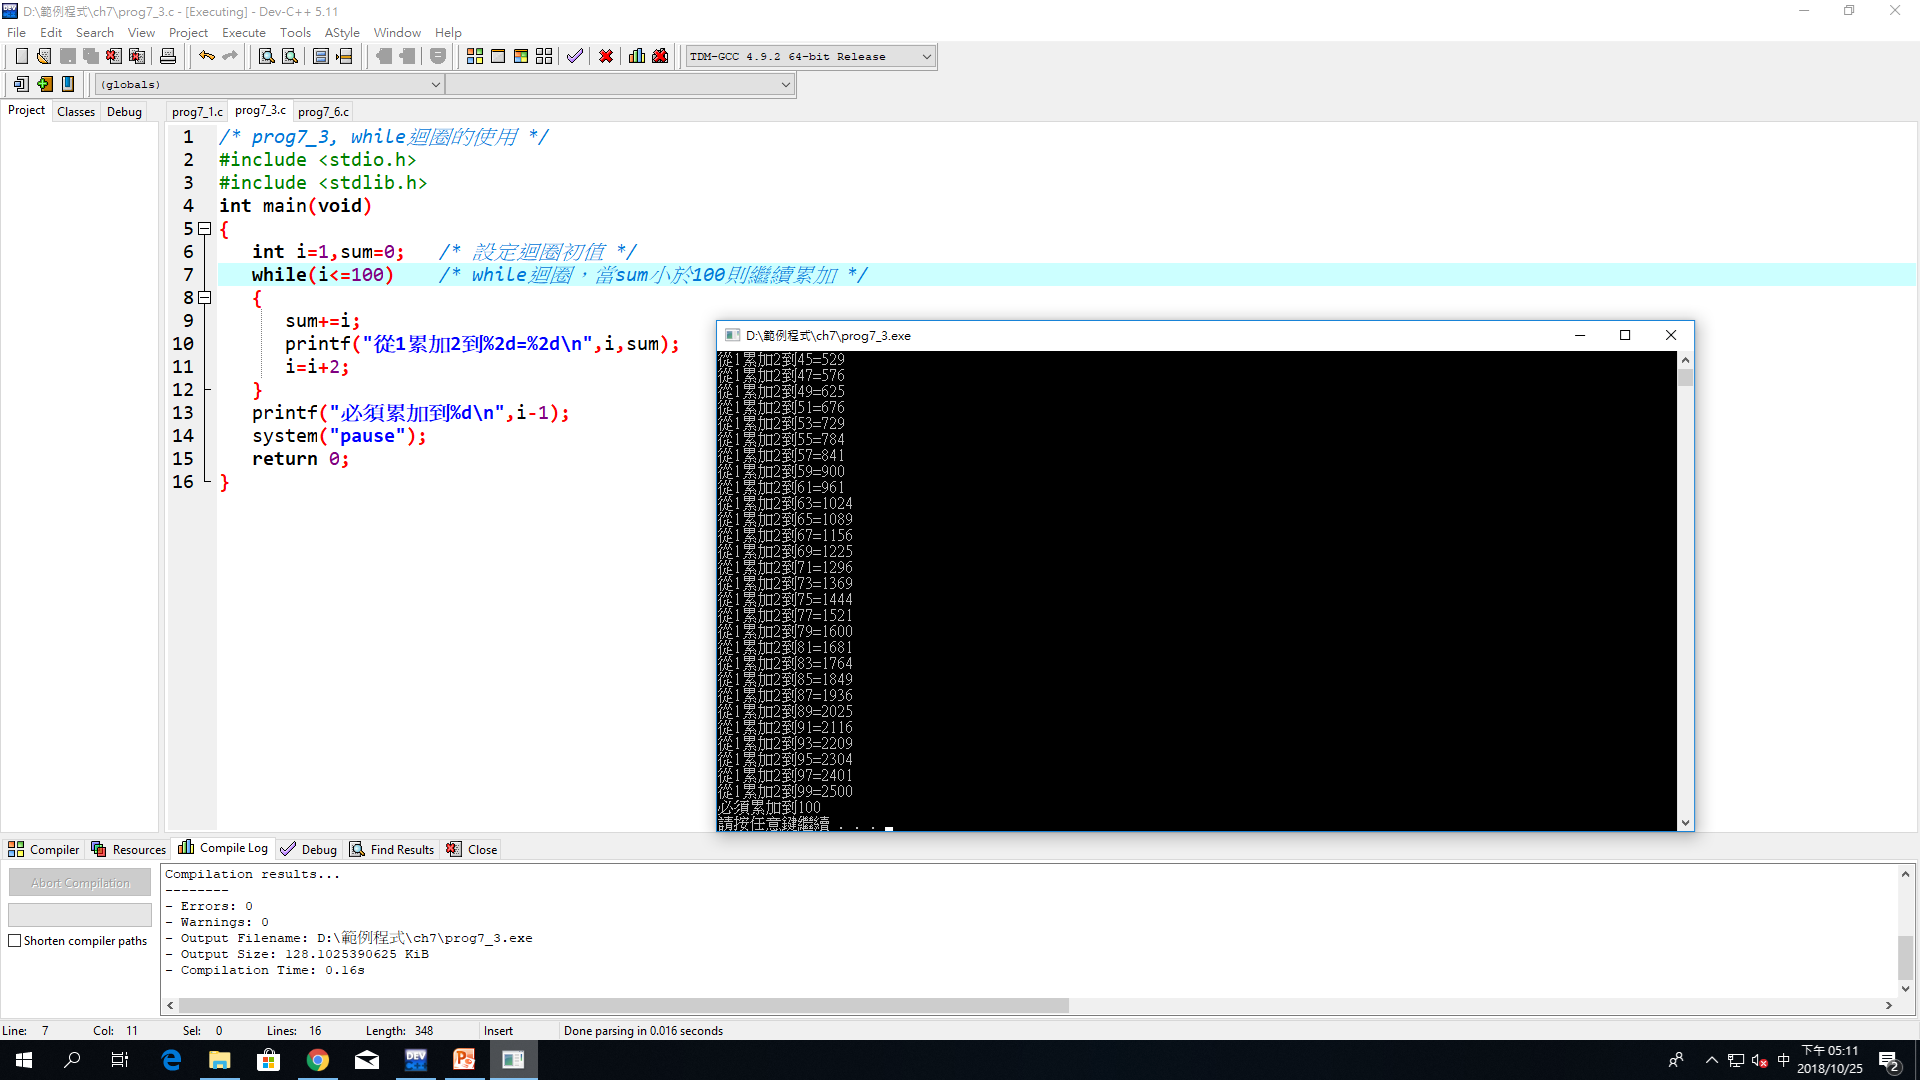 D:\範例程式\ch7\prog7_3.c - [Executing] - Dev-C++ 5.11
File Edit Search View Project Execute Tools AStyle Window Help
TDM-GCC 4.9.2 64-bit Release
(globals)
Project Classes Debug
prog7_1.c prog7_3.c prog7_6.c
1 /* prog7_3, while迴圈的使用 */
2 #include <stdio.h>
3 #include <stdlib.h>
4 int main(void)
5 {
6 int i=1,sum=0; /* 設定迴圈初值 */
7 while(i<=100) /* while迴圈，當sum小於100則繼續累加 */
8 {
9 sum+=i;
10 printf("從1累加2到%2d=%2d\n",i,sum);
11 i=i+2;
12 }
13 printf("必須累加到%d\n",i-1);
14 system("pause");
15 return 0;
16 }
D:\範例程式\ch7\prog7_3.exe
從1累加2到45=529
從1累加2到47=576
從1累加2到49=625
從1累加2到51=676
從1累加2到53=729
從1累加2到55=784
從1累加2到57=841
從1累加2到59=900
從1累加2到61=961
從1累加2到63=1024
從1累加2到65=1089
從1累加2到67=1156
從1累加2到69=1225
從1累加2到71=1296
從1累加2到73=1369
從1累加2到75=1444
從1累加2到77=1521
從1累加2到79=1600
從1累加2到81=1681
從1累加2到83=1764
從1累加2到85=1849
從1累加2到87=1936
從1累加2到89=2025
從1累加2到91=2116
從1累加2到93=2209
從1累加2到95=2304
從1累加2到97=2401
從1累加2到99=2500
必須累加到100
請按任意鍵繼續 . . .
Compiler Resources Compile Log Debug Find Results Close
Abort Compilation
Shorten compiler paths
Compilation results...
--------
- Errors: 0
- Warnings: 0
- Output Filename: D:\範例程式\ch7\prog7_3.exe
- Output Size: 128.1025390625 KiB
- Compilation Time: 0.16s
Line: 7 Col: 11 Sel: 0 Lines: 16 Length: 348 Insert Done parsing in 0.016 seconds
中
下午 05:11
2018/10/25
2